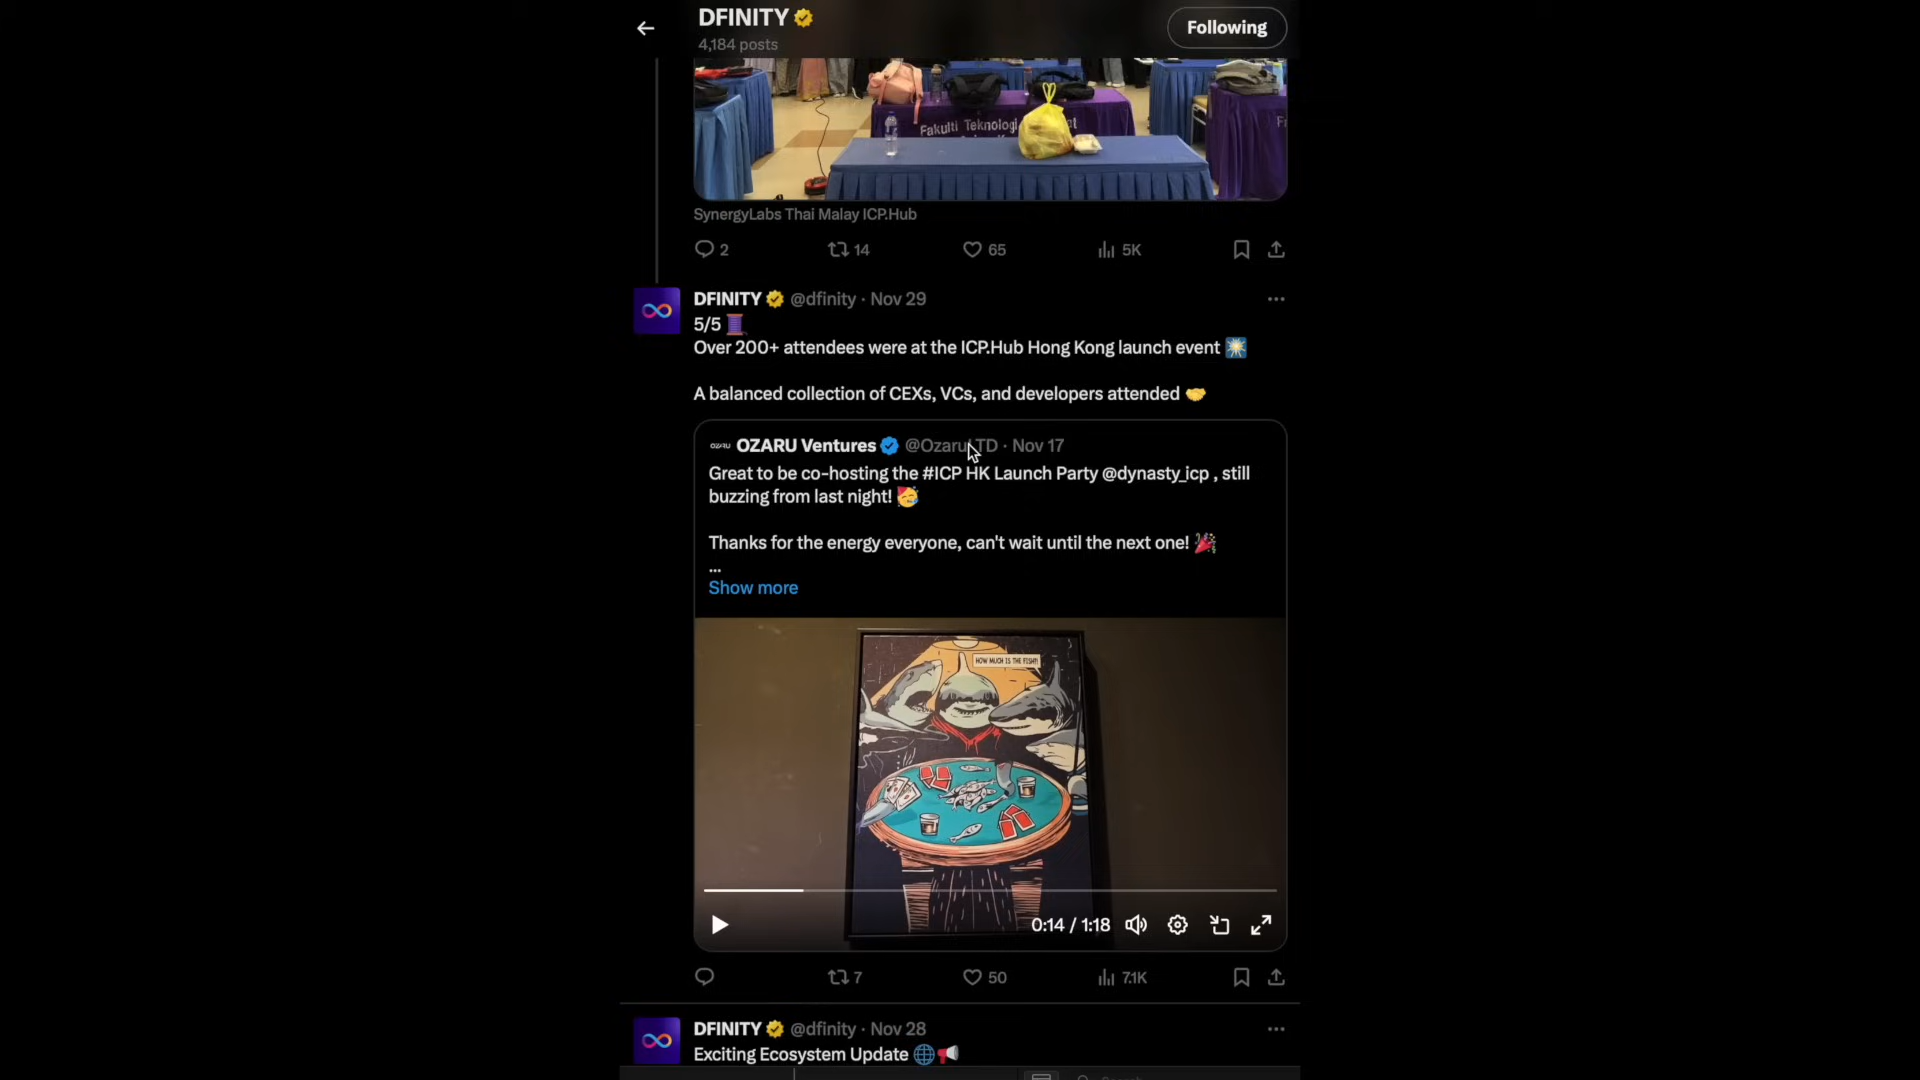 DFINITY
4,184 posts
Following
Fakulti Teknologi
SynergyLabs Thai Malay ICP.Hub
2 14 65 5K
DFINITY @dfinity · Nov 29
5/5 🧵
Over 200+ attendees were at the ICP.Hub Hong Kong launch event 🎇
A balanced collection of CEXs, VCs, and developers attended 🤝
OZARU OZARU Ventures @OzaruLTD · Nov 17
Great to be co-hosting the #ICP HK Launch Party @dynasty_icp , still
buzzing from last night! 🥳
Thanks for the energy everyone, can't wait until the next one! 🎉
...
Show more
HOW MUCH IS THE FISH?
0:14 / 1:18
7 50 7.1K
DFINITY @dfinity · Nov 28
Exciting Ecosystem Update 🌐📢